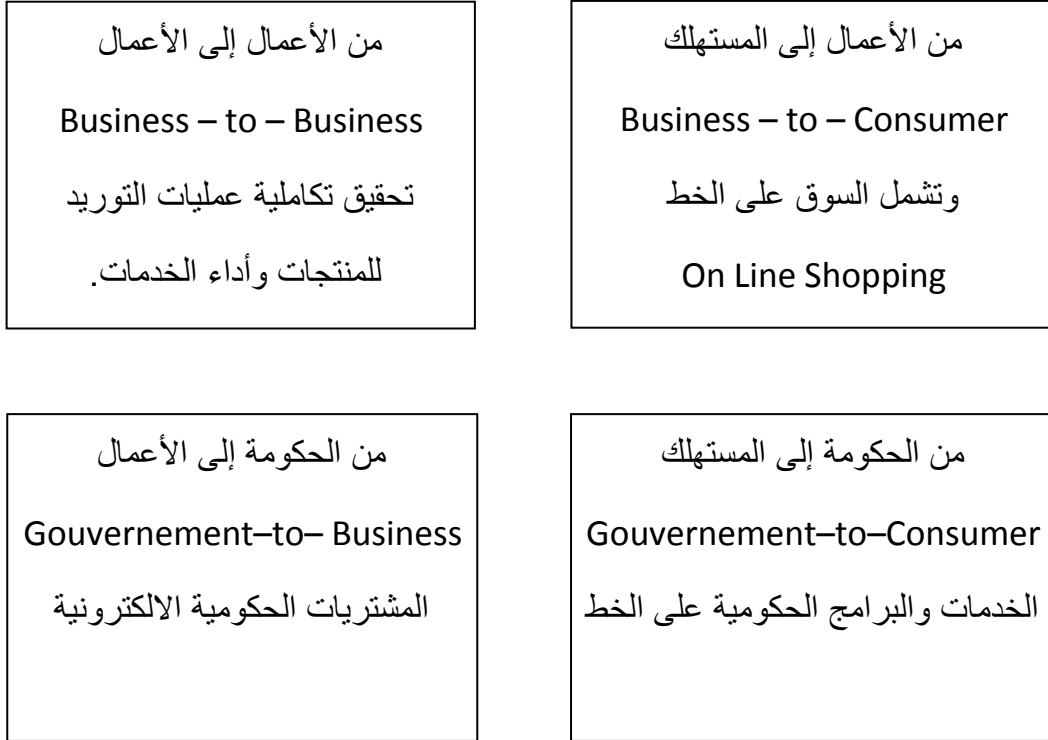 من الأعمال إلى المستهلك
Business – to – Consumer
وتشمل السوق على الخط
On Line Shopping
من الأعمال إلى الأعمال
Business – to – Business
تحقيق تكاملية عمليات التوريد
للمنتجات وأداء الخدمات.
من الحكومة إلى المستهلك
Gouvernement–to–Consumer
الخدمات والبرامج الحكومية على الخط
من الحكومة إلى الأعمال
Gouvernement–to– Business
المشتريات الحكومية الالكترونية